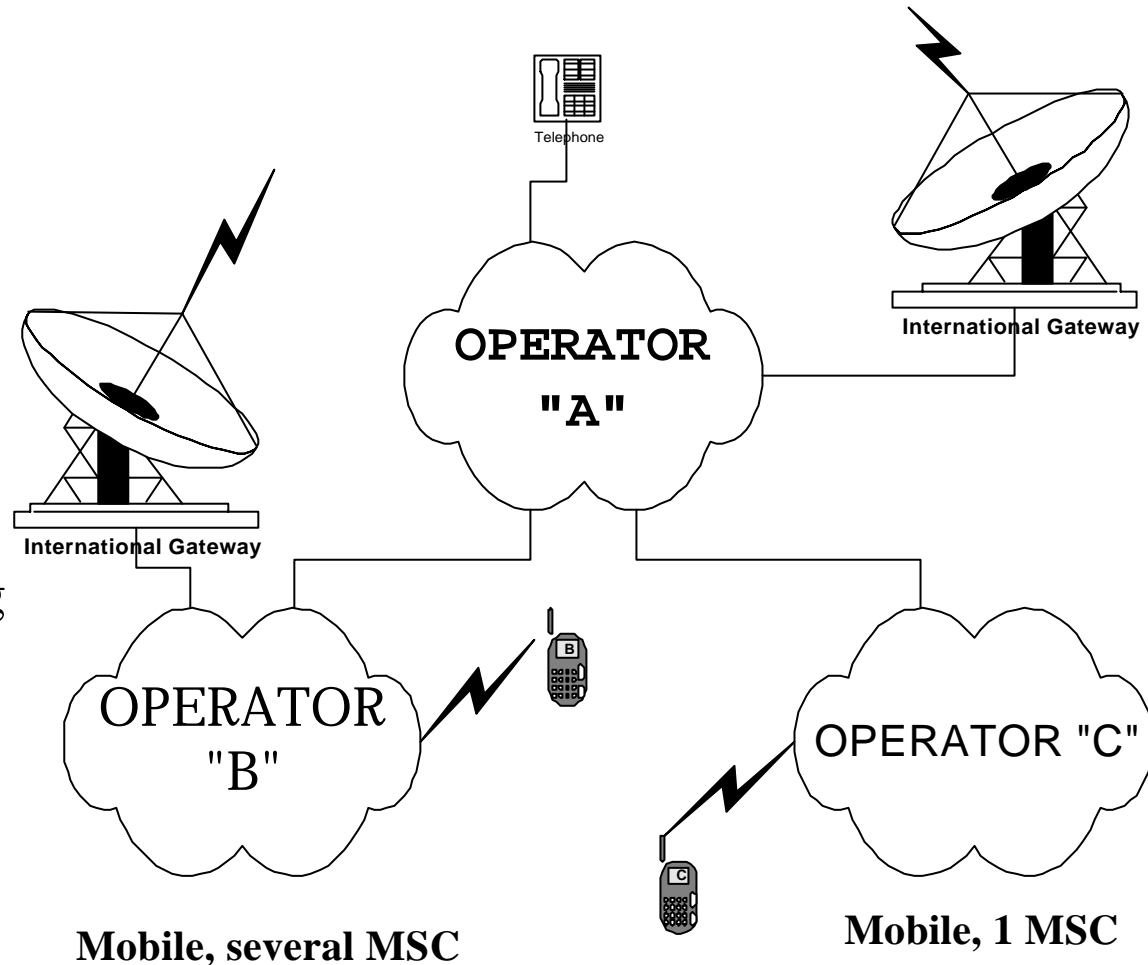 Telephone
International Gateway
OPERATOR
"A"
International Gateway
g
B
OPERATOR
"B"
OPERATOR "C"
C
Mobile, 1 MSC
Mobile, several MSC